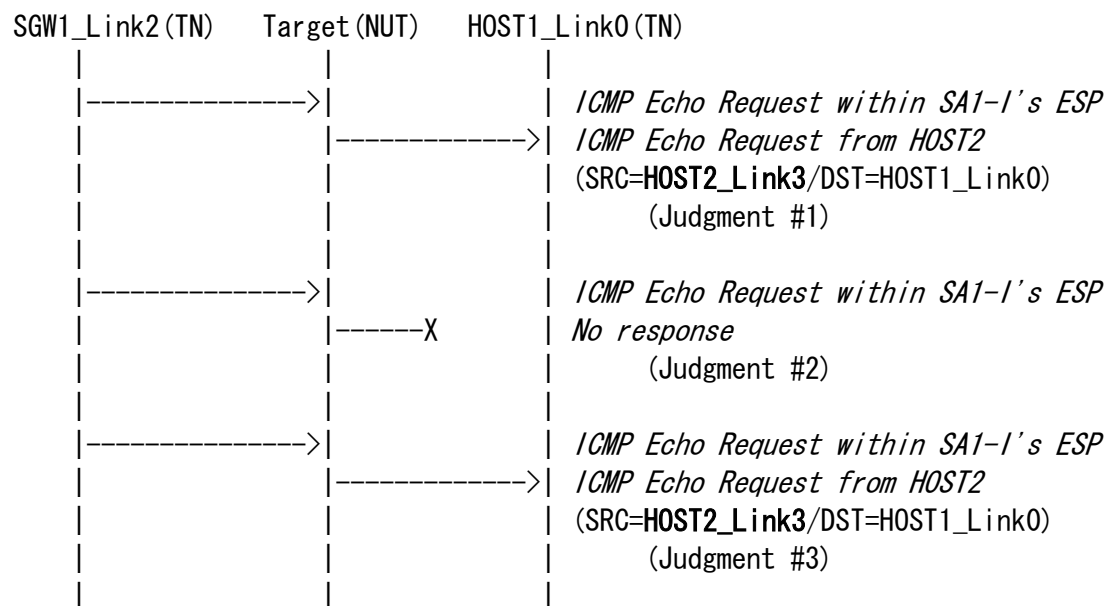 SGW1_Link2(TN) Target(NUT) HOST1_Link0(TN)
| | |
|--------------->| | ICMP Echo Request within SA1-I's ESP
| |------------->| ICMP Echo Request from HOST2
| | | (SRC=HOST2_Link3/DST=HOST1_Link0)
| | | (Judgment #1)
| | |
|--------------->| | ICMP Echo Request within SA1-I's ESP
| |------X | No response
| | | (Judgment #2)
| | |
|--------------->| | ICMP Echo Request within SA1-I's ESP
| |------------->| ICMP Echo Request from HOST2
| | | (SRC=HOST2_Link3/DST=HOST1_Link0)
| | | (Judgment #3)
| | |